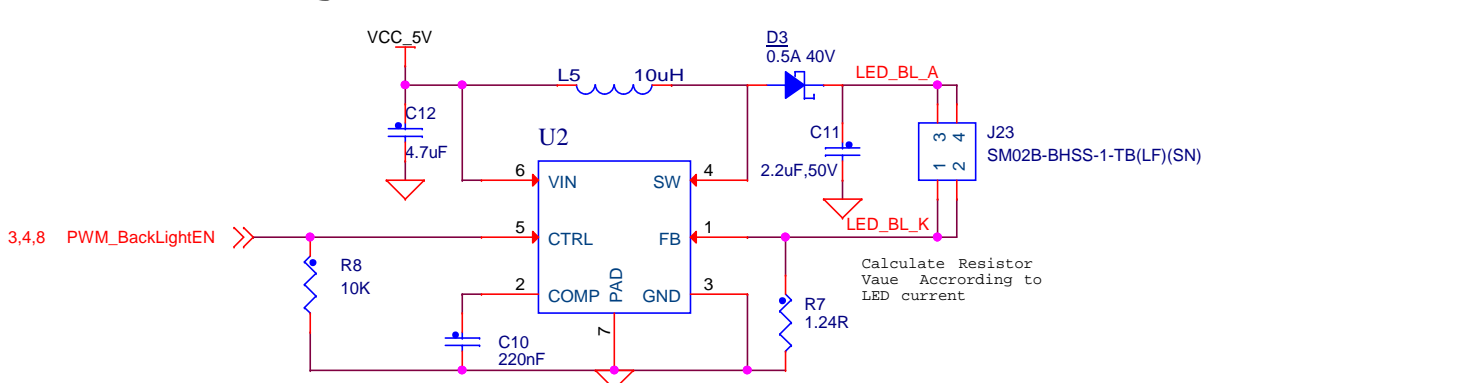 VCC_5V
D3
0.5A 40V
L5 10uH
LED_BL_A
C12
4.7uF
U2
C11
2.2uF,50V
3 4
1 2
J23
SM02B-BHSS-1-TB(LF)(SN)
6 VIN SW 4
3,4,8 PWM_BackLightEN
5 CTRL FB 1
LED_BL_K
R8
10K
Calculate Resistor
Vaue Accrording to
LED current
2 COMP PAD GND 3
7
R7
1.24R
C10
220nF